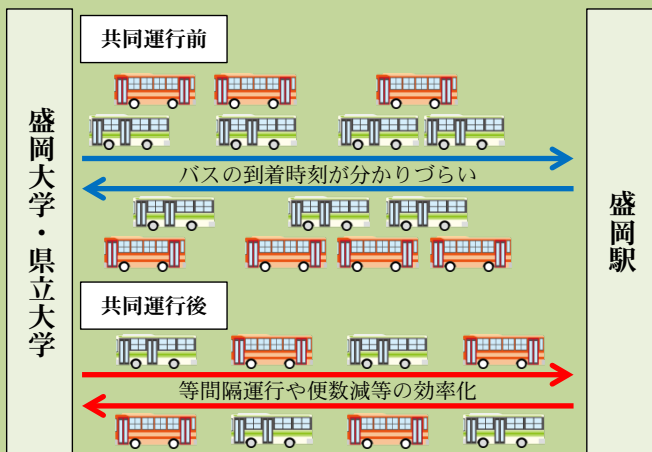 共同運行前
盛岡大学・県立大学
バスの到着時刻が分かりづらい
盛岡駅
共同運行後
等間隔運行や便数減等の効率化